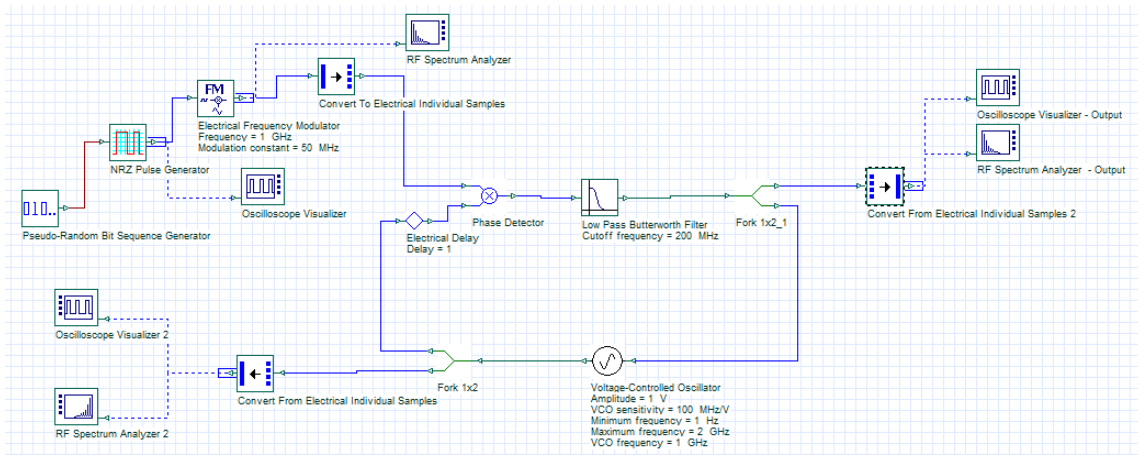 RF Spectrum Analyzer
FM
Convert To Electrical Individual Samples
Electrical Frequency Modulator
Frequency = 1 GHz
Modulation constant = 50 MHz
NRZ Pulse Generator
Oscilloscope Visualizer
010..
Pseudo-Random Bit Sequence Generator
Electrical Delay
Delay = 1
Phase Detector
Low Pass Butterworth Filter
Cutoff frequency = 200 MHz
Fork 1x2_1
Oscilloscope Visualizer - Output
RF Spectrum Analyzer - Output
Convert From Electrical Individual Samples 2
Oscilloscope Visualizer 2
RF Spectrum Analyzer 2
Convert From Electrical Individual Samples
Fork 1x2
Voltage-Controlled Oscillator
Amplitude = 1 V
VCO sensitivity = 100 MHz/V
Minimum frequency = 1 Hz
Maximum frequency = 2 GHz
VCO frequency = 1 GHz